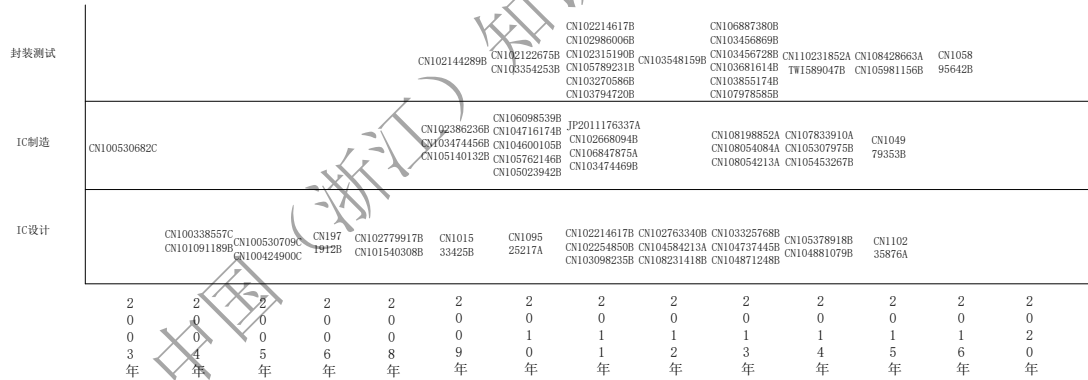 封装测试
CN102144289B
CN102122675B
CN103354253B
CN102214617B
CN102986006B
CN102315190B
CN105789231B
CN103270586B
CN103794720B
CN103548159B
CN106887380B
CN103456869B
CN103456728B
CN103681614B
CN103855174B
CN107978585B
CN110231852A
TWI589047B
CN108428663A
CN105981156B
CN1058
95642B
IC制造
CN100530682C
CN102386236B
CN103474456B
CN105140132B
CN106098539B
CN104716174B
CN104600105B
CN105762146B
CN105023942B
JP2011176337A
CN102668094B
CN106847875A
CN103474469B
CN108198852A
CN108054084A
CN108054213A
CN107833910A
CN105307975B
CN105453267B
CN1049
79353B
IC设计
CN100338557C
CN101091189B
CN100530709C
CN100424900C
CN197
1912B
CN102779917B
CN101540308B
CN1015
33425B
CN1095
25217A
CN102214617B
CN102254850B
CN103098235B
CN102763340B
CN104584213A
CN108231418B
CN103325768B
CN104737445B
CN104871248B
CN105378918B
CN104881079B
CN1102
35876A
2003年
2004年
2005年
2006年
2008年
2009年
2010年
2011年
2012年
2013年
2014年
2015年
2016年
2020年
中国（浙江）知